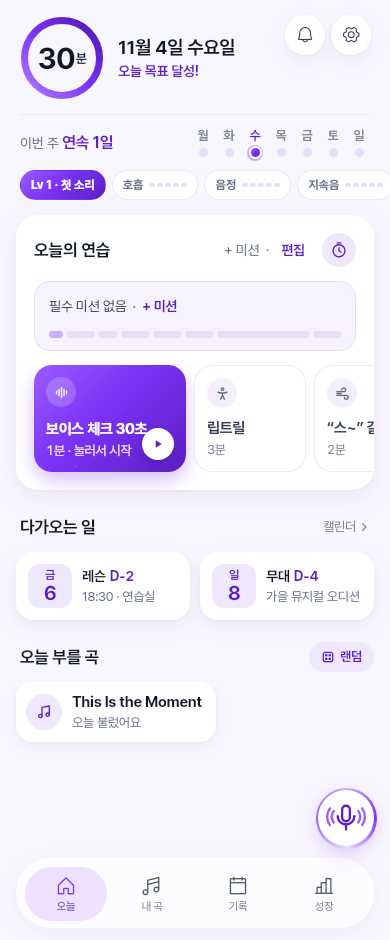 30분
11월 4일 수요일
오늘 목표 달성!
이번 주 연속 1일
월 화 수 목 금 토 일
Lv 1 · 첫 소리
호흡
음정
지속음
오늘의 연습
+ 미션 · 편집
필수 미션 없음 · + 미션
보이스 체크 30초
1분 · 눌러서 시작
립트릴
3분
“스~” 길
2분
다가오는 일
캘린더
금
6
레슨 D-2
18:30 · 연습실
일
8
무대 D-4
가을 뮤지컬 오디션
오늘 부를 곡
랜덤
This Is the Moment
오늘 불렀어요
오늘
내 곡
기록
성장